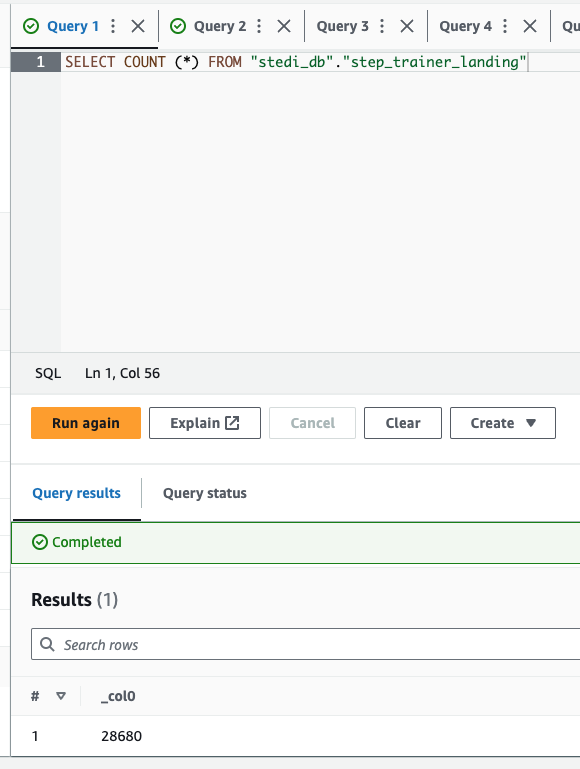 Query 1 Query 2 Query 3 Query 4 Qu
1 SELECT COUNT (*) FROM "stedi_db"."step_trainer_landing"
SQL Ln 1, Col 56
Run again Explain Cancel Clear Create
Query results Query status
Completed
Results (1)
Search rows
# _col0
1 28680